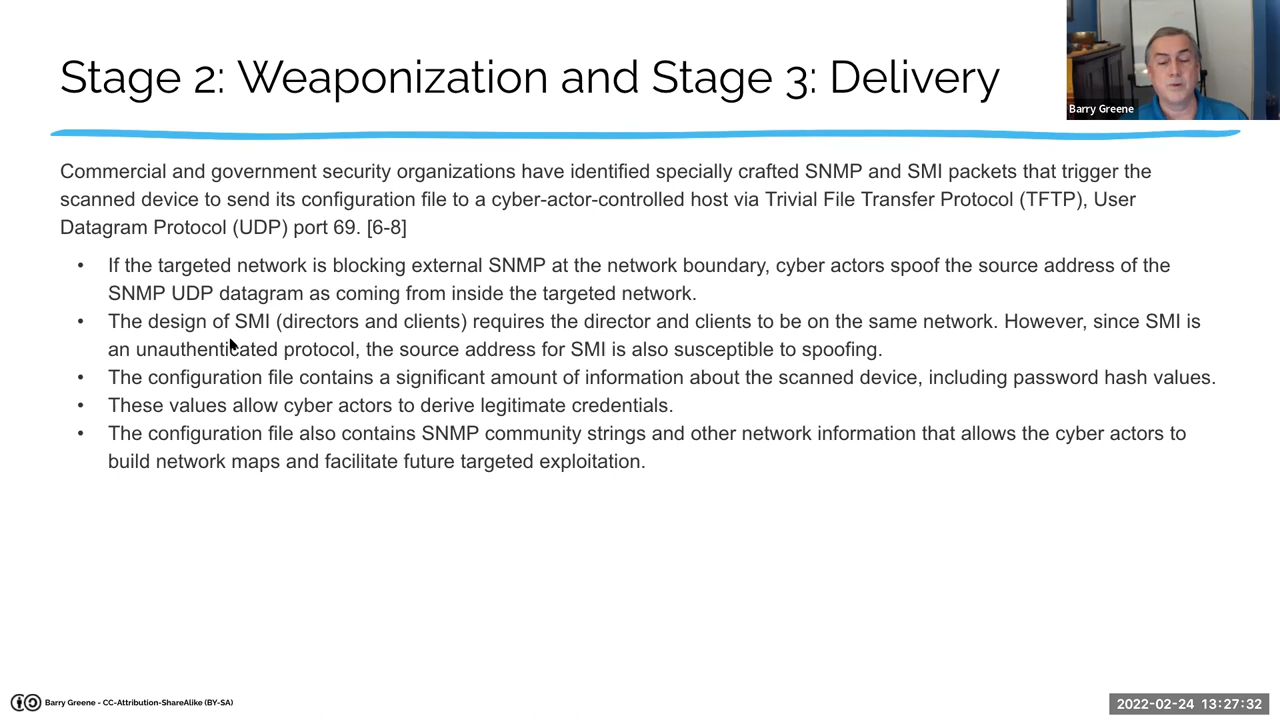 Stage 2: Weaponization and Stage 3: Delivery
Barry Greene
Commercial and government security organizations have identified specially crafted SNMP and SMI packets that trigger the
scanned device to send its configuration file to a cyber-actor-controlled host via Trivial File Transfer Protocol (TFTP), User
Datagram Protocol (UDP) port 69. [6-8]
• If the targeted network is blocking external SNMP at the network boundary, cyber actors spoof the source address of the
SNMP UDP datagram as coming from inside the targeted network.
• The design of SMI (directors and clients) requires the director and clients to be on the same network. However, since SMI is
an unauthenticated protocol, the source address for SMI is also susceptible to spoofing.
• The configuration file contains a significant amount of information about the scanned device, including password hash values.
• These values allow cyber actors to derive legitimate credentials.
• The configuration file also contains SNMP community strings and other network information that allows the cyber actors to
build network maps and facilitate future targeted exploitation.
Barry Greene - CC-Attribution-ShareAlike (BY-SA)
2022-02-24 13:27:32